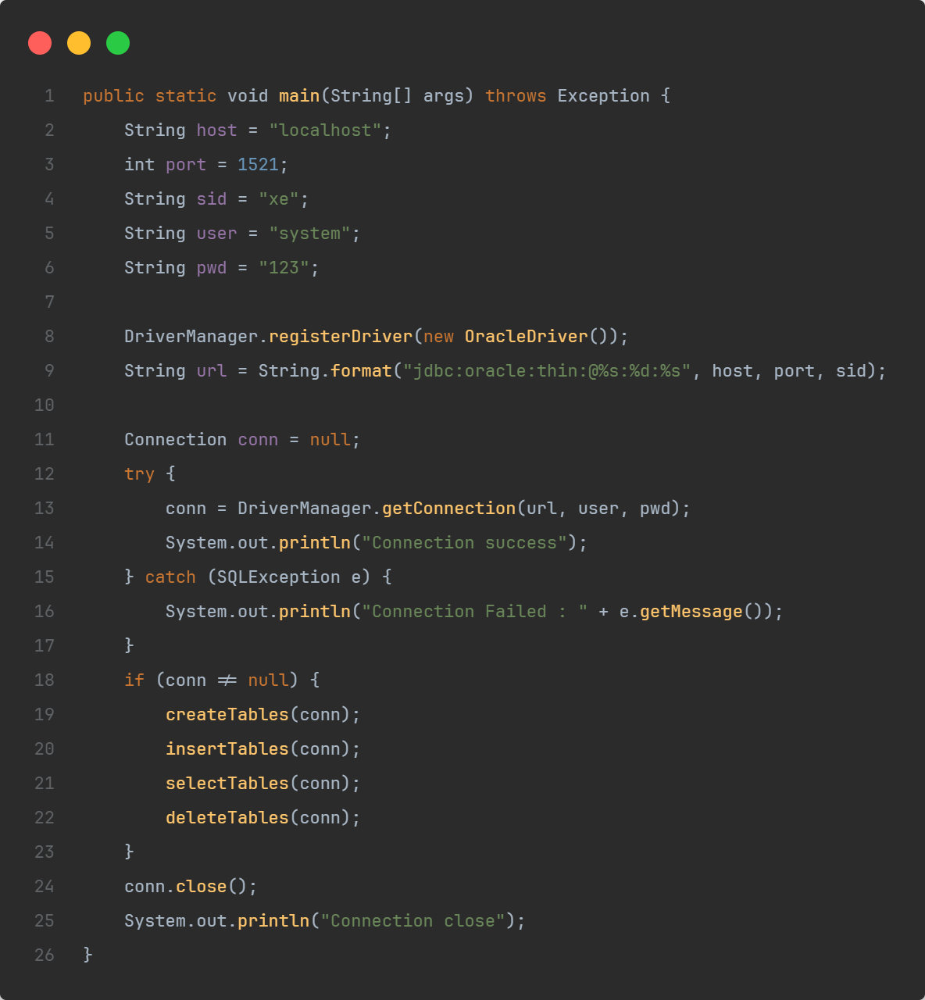 1 public static void main(String[] args) throws Exception {
2     String host = "localhost";
3     int port = 1521;
4     String sid = "xe";
5     String user = "system";
6     String pwd = "123";
7
8     DriverManager.registerDriver(new OracleDriver());
9     String url = String.format("jdbc:oracle:thin:@%s:%d:%s", host, port, sid);
10
11     Connection conn = null;
12     try {
13         conn = DriverManager.getConnection(url, user, pwd);
14         System.out.println("Connection success");
15     } catch (SQLException e) {
16         System.out.println("Connection Failed : " + e.getMessage());
17     }
18     if (conn != null) {
19         createTables(conn);
20         insertTables(conn);
21         selectTables(conn);
22         deleteTables(conn);
23     }
24     conn.close();
25     System.out.println("Connection close");
26 }